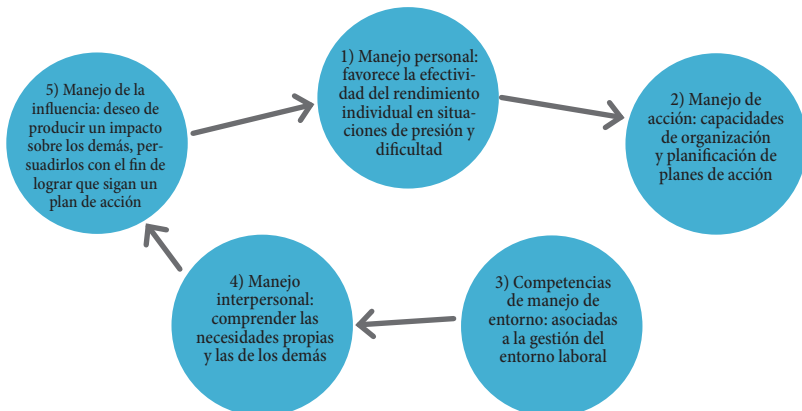 1) Manejo personal:
favorece la efectivi-
dad del rendimiento
individual en situa-
ciones de presión y
dificultad
2) Manejo de
acción: capacidades
de organización
y planificación de
planes de acción
3) Competencias
de manejo de
entorno: asociadas
a la gestión del
entorno laboral
4) Manejo
interpersonal:
comprender las
necesidades propias
y las de los demás
5) Manejo de la
influencia: deseo de
producir un impacto
sobre los demás, per-
suadirlos con el fin de
lograr que sigan un
plan de acción